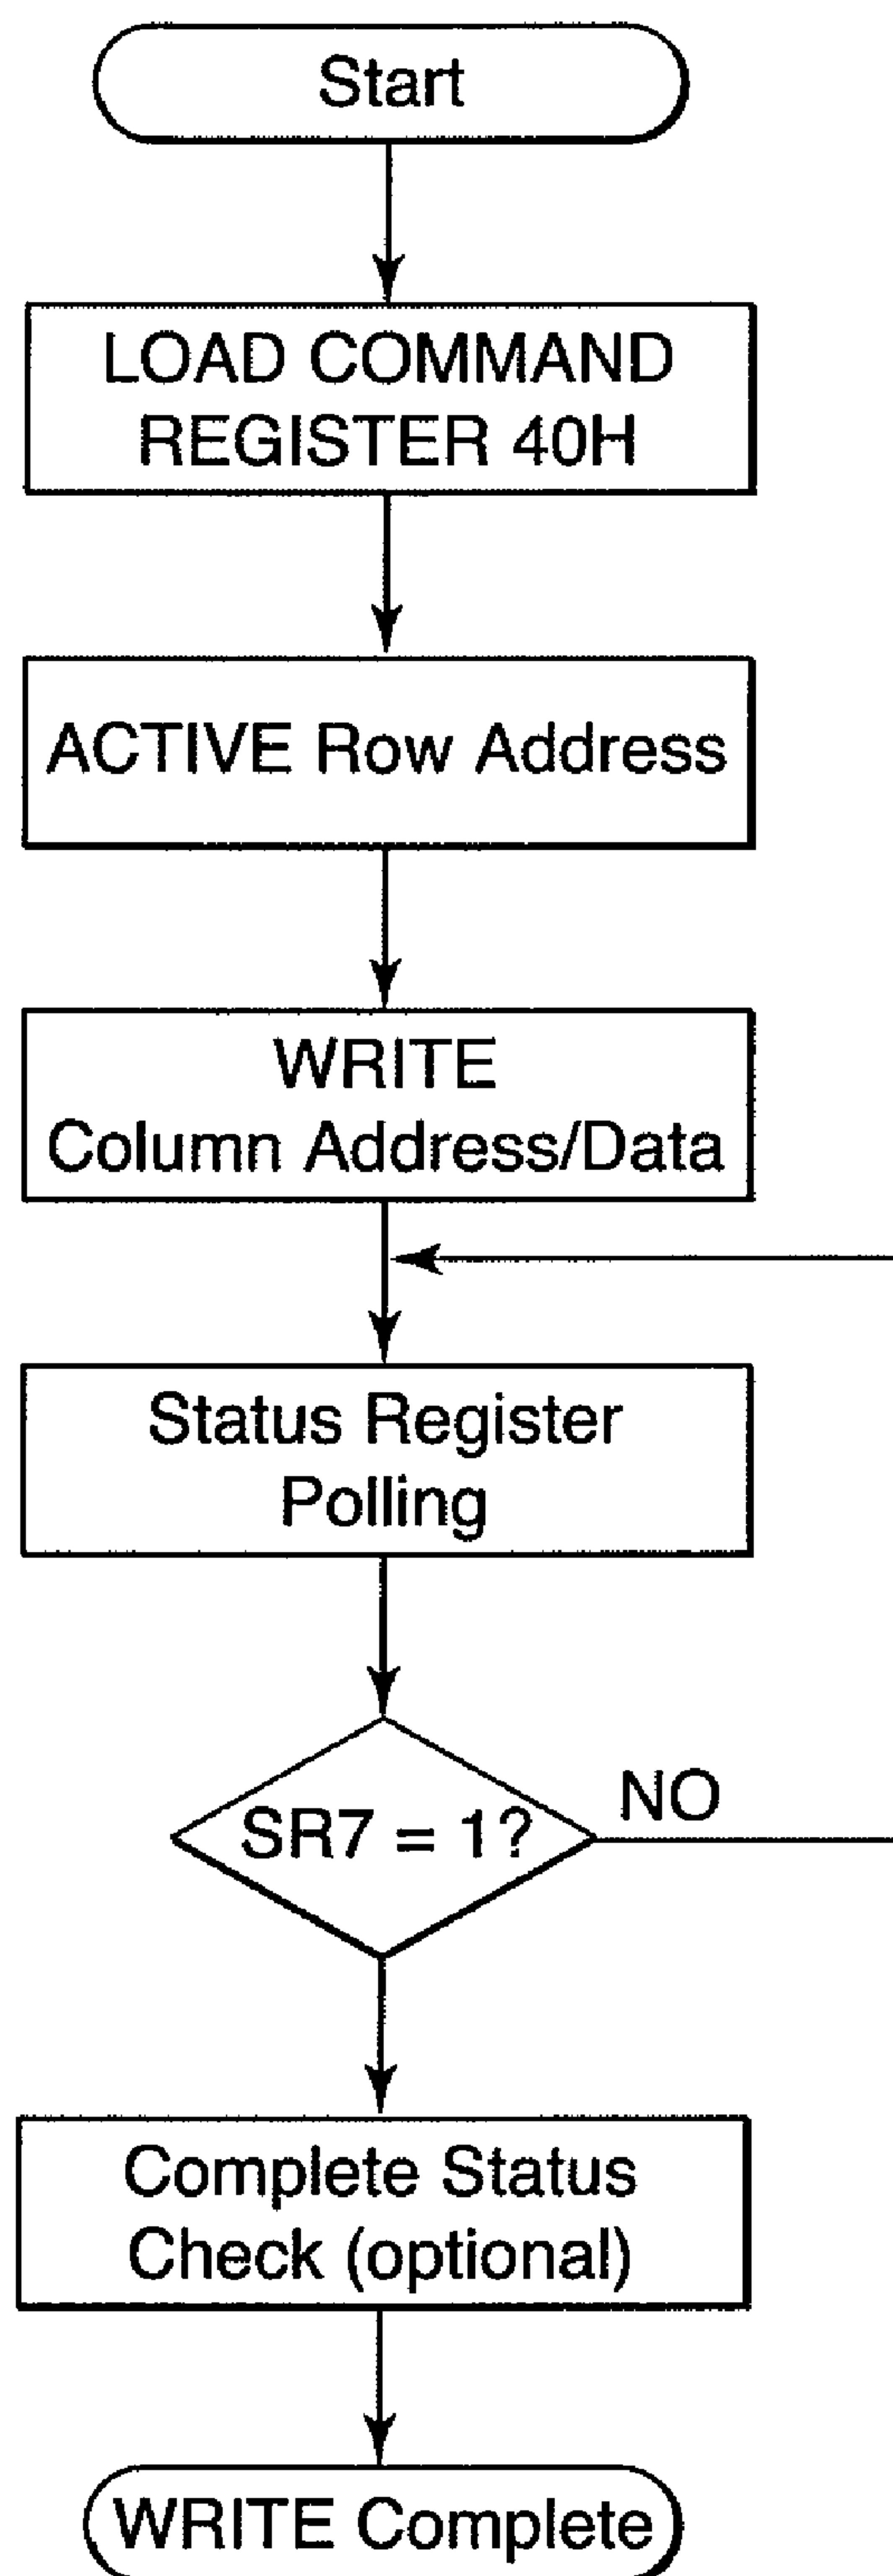 Start
LOAD COMMAND
REGISTER 40H
ACTIVE Row Address
WRITE
Column Address/Data
Status Register
Polling
SR7 = 1?
NO
Complete Status
Check (optional)
WRITE Complete